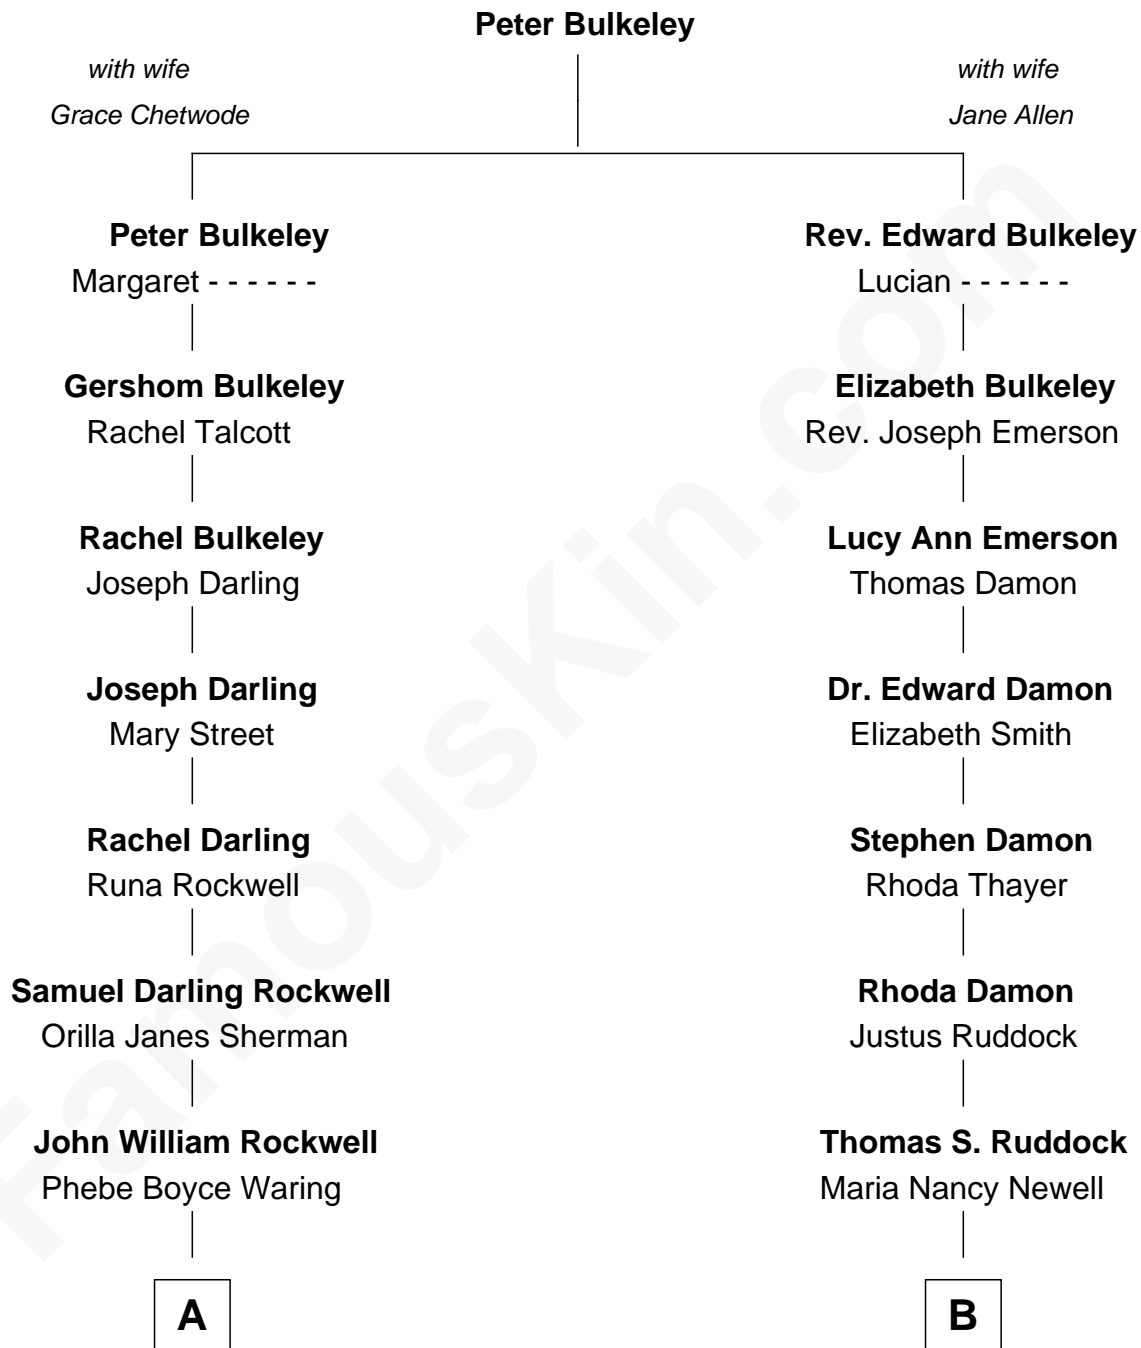 Peter Bulkeley
with wife
Grace Chetwode
with wife
Jane Allen
Peter Bulkeley
Margaret - - - - - -
Rev. Edward Bulkeley
Lucian - - - - - -
Gershom Bulkeley
Rachel Talcott
Elizabeth Bulkeley
Rev. Joseph Emerson
Rachel Bulkeley
Joseph Darling
Lucy Ann Emerson
Thomas Damon
Joseph Darling
Mary Street
Dr. Edward Damon
Elizabeth Smith
Rachel Darling
Runa Rockwell
Stephen Damon
Rhoda Thayer
Samuel Darling Rockwell
Orilla Janes Sherman
Rhoda Damon
Justus Ruddock
John William Rockwell
Phebe Boyce Waring
Thomas S. Ruddock
Maria Nancy Newell
A
B
FamousKin.com